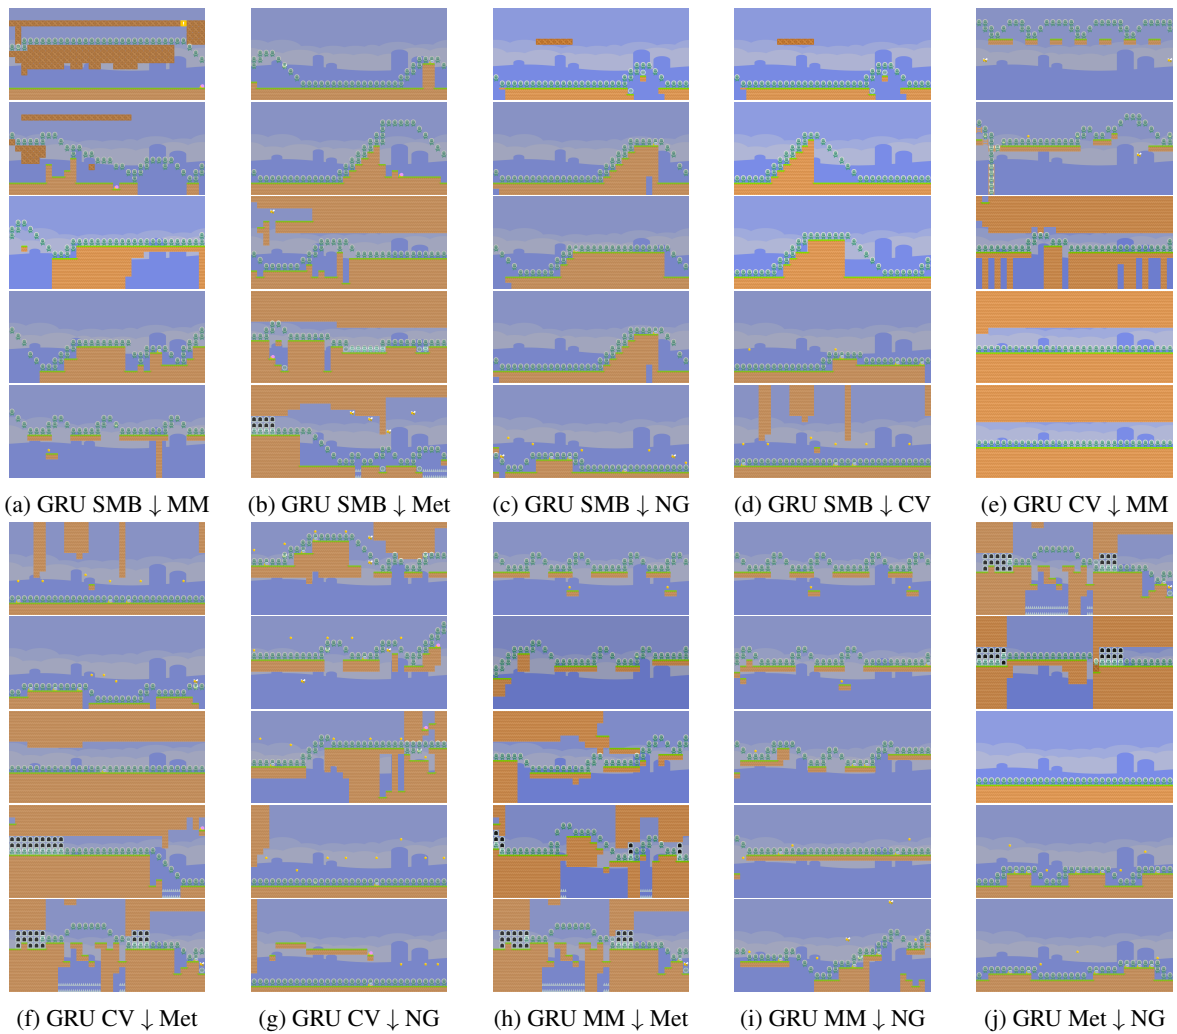 (a) GRU SMB ↓ MM
(b) GRU SMB ↓ Met
(c) GRU SMB ↓ NG
(d) GRU SMB ↓ CV
(e) GRU CV ↓ MM
(f) GRU CV ↓ Met
(g) GRU CV ↓ NG
(h) GRU MM ↓ Met
(i) GRU MM ↓ NG
(j) GRU Met ↓ NG